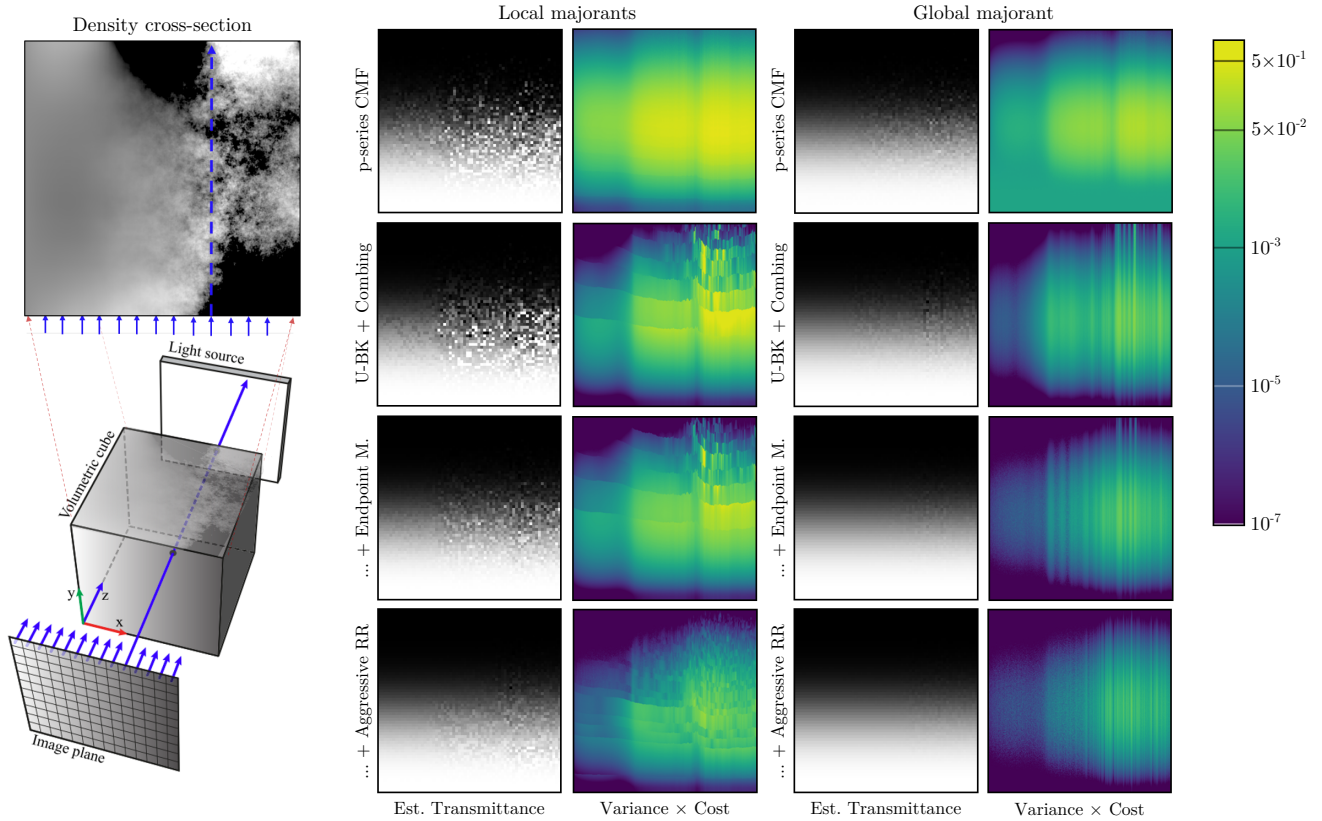 Local majorants
Global majorant
Density cross-section
p-series CMF
p-series CMF
5×10⁻¹
5×10⁻²
U-BK + Combing
U-BK + Combing
10⁻³
Light source
10⁻⁵
Volumetric cube
... + Endpoint M.
... + Endpoint M.
10⁻⁷
y
z
x
... + Aggressive RR
... + Aggressive RR
Image plane
Est. Transmittance
Variance × Cost
Est. Transmittance
Variance × Cost